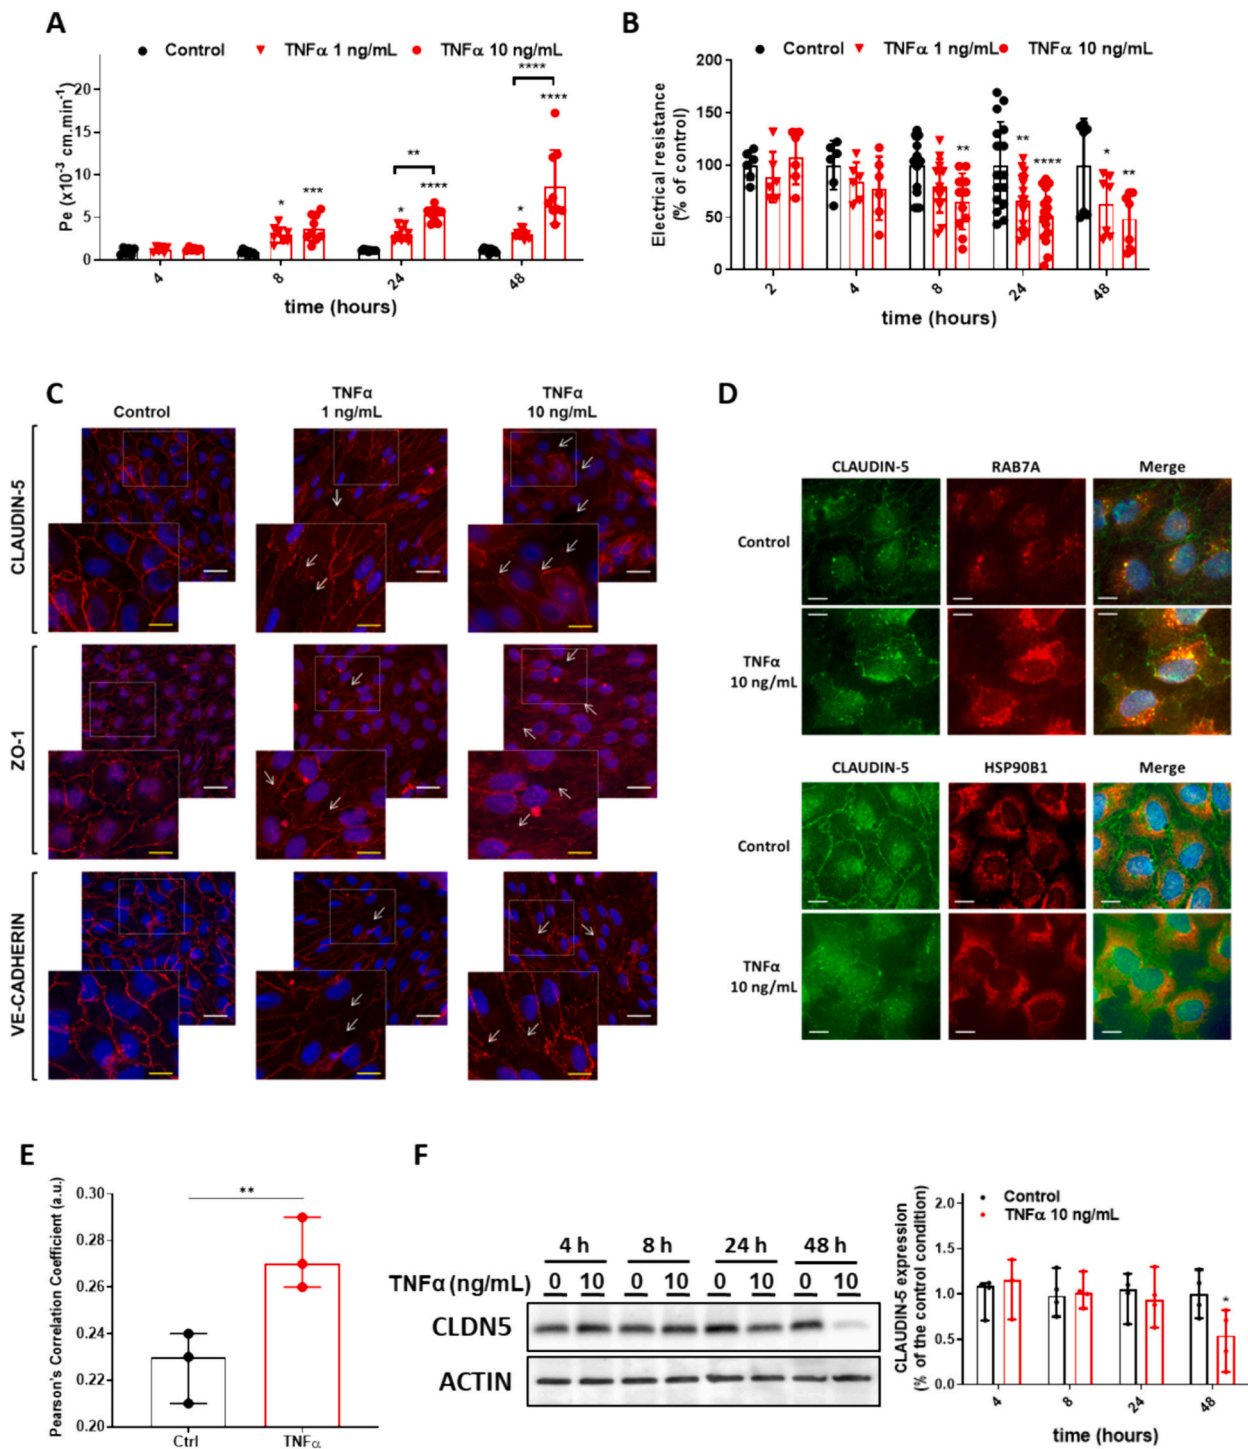 A
Control TNFα 1 ng/mL TNFα 10 ng/mL
Pe (x10⁻³ cm.min⁻¹)
20
15
10
5
0
* ***
* **** **
* **** ****
4 8 24 48
time (hours)
B
Control TNFα 1 ng/mL TNFα 10 ng/mL
Electrical resistance
(% of control)
200
150
100
50
0
** ** **** * **
2 4 8 24 48
time (hours)
C
Control
TNFα
1 ng/mL
TNFα
10 ng/mL
CLAUDIN-5
ZO-1
VE-CADHERIN
D
CLAUDIN-5 RAB7A Merge
Control
TNFα
10 ng/mL
CLAUDIN-5 HSP90B1 Merge
Control
TNFα
10 ng/mL
E
Pearson's Correlation Coefficient (a.u.)
0.30
0.28
0.26
0.24
0.22
0.20
**
Ctrl TNFα
F
4 h 8 h 24 h 48 h
TNFα (ng/mL) 0 10 0 10 0 10 0 10
CLDN5
ACTIN
Control
TNFα 10 ng/mL
CLAUDIN-5 expression
(% of the control condition)
2.0
1.5
1.0
0.5
0.0
*
4 8 24 48
time (hours)